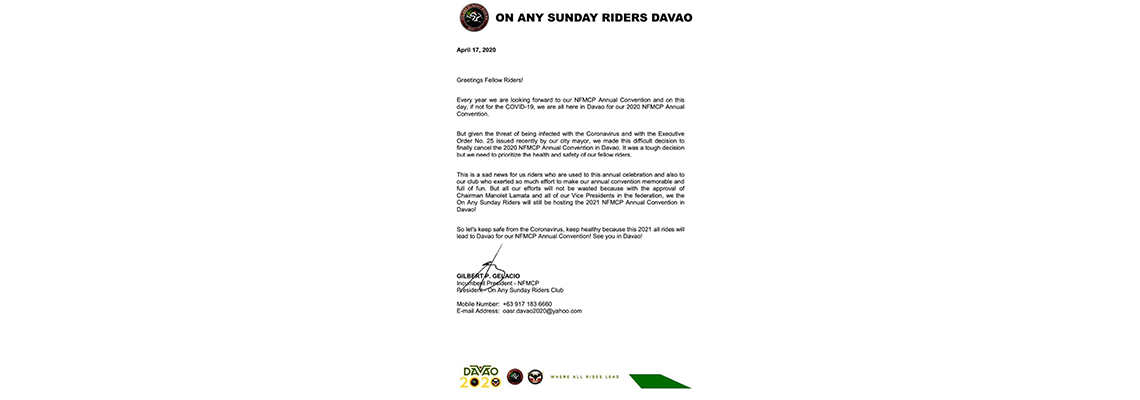 ON ANY SUNDAY RIDERS DAVAO
April 17, 2020
Greetings Fellow Riders!
Every year we are looking forward to our NFMCP Annual Convention and on this
day, if not for the COVID-19, we are all here in Davao for our 2020 NFMCP Annual
Convention.
But given the threat of being infected with the Coronavirus and with the Executive
Order No. 25 issued recently by our city mayor, we made this difficult decision to
finally cancel the 2020 NFMCP Annual Convention in Davao. It was a tough decision
but we need to prioritize the health and safety of our fellow riders.
This is a sad news for us riders who are used to this annual celebration and also to
our club who exerted so much effort to make our annual convention memorable and
full of fun. But all our efforts will not be wasted because with the approval of
Chairman Manolet Lamata and all of our Vice Presidents in the federation, we the
On Any Sunday Riders will still be hosting the 2021 NFMCP Annual Convention in
Davao!
So let's keep safe from the Coronavirus, keep healthy because this 2021 all rides will
lead to Davao for our NFMCP Annual Convention! See you in Davao!
GILBERT P. GELACIO
Incumbent President - NFMCP
President - On Any Sunday Riders Club
Mobile Number: +63 917 183 6660
E-mail Address: oasr.davao2020@yahoo.com
DAVAO
2020
WHERE ALL RIDES LEAD